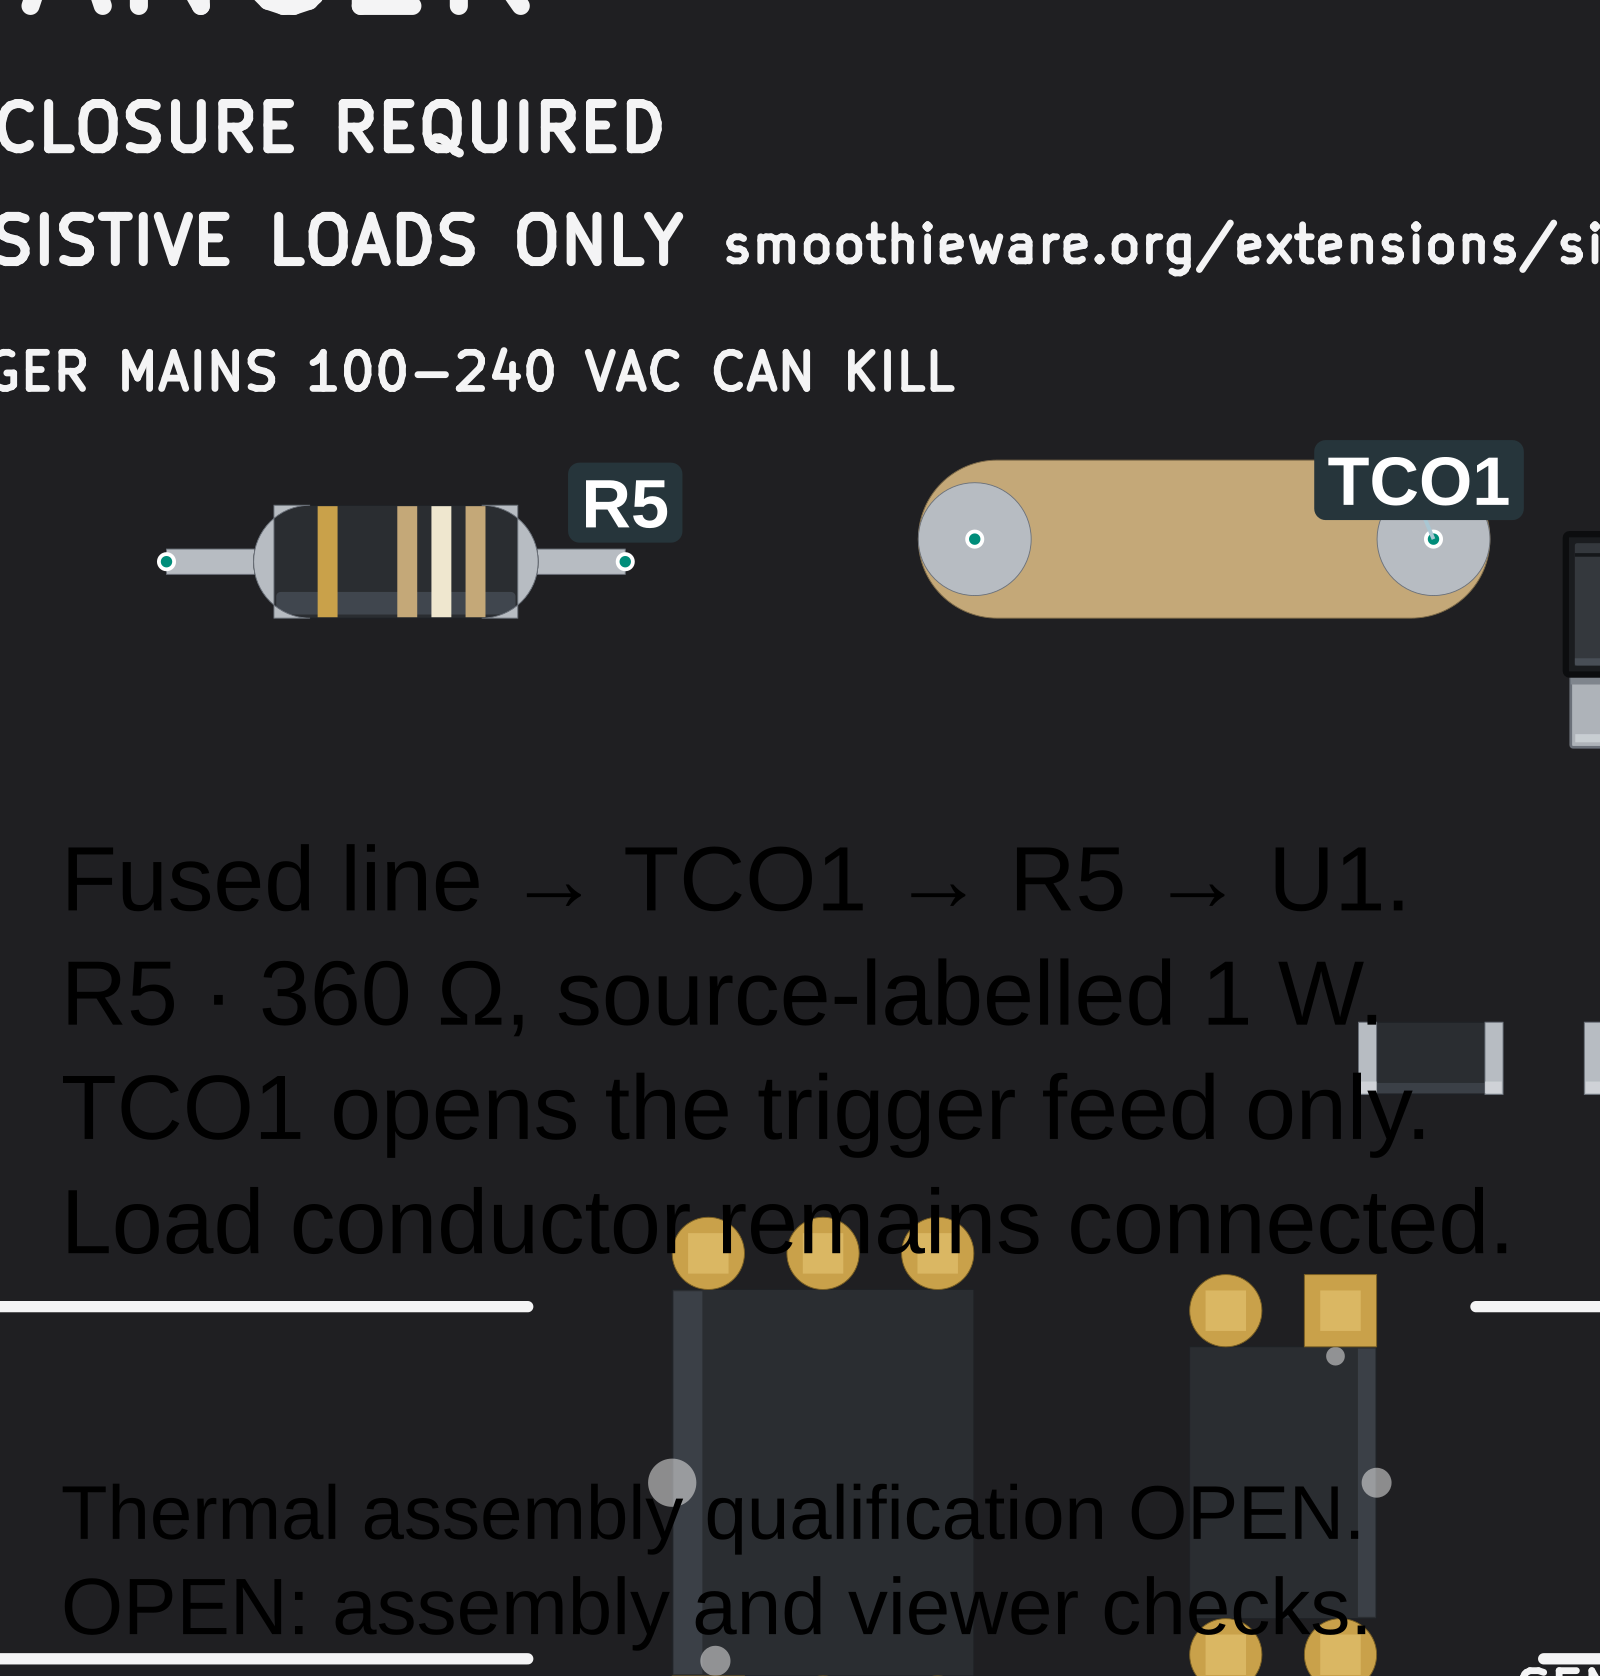 CLOSURE REQUIRED
SISTIVE LOADS ONLY smoothieware.org/extensions/si
GER MAINS 100-240 VAC CAN KILL
R5
TCO1
Fused line → TCO1 → R5 → U1.
R5 · 360 Ω, source-labelled 1 W.
TCO1 opens the trigger feed only.
Load conductor remains connected.
Thermal assembly qualification OPEN.
OPEN: assembly and viewer checks.